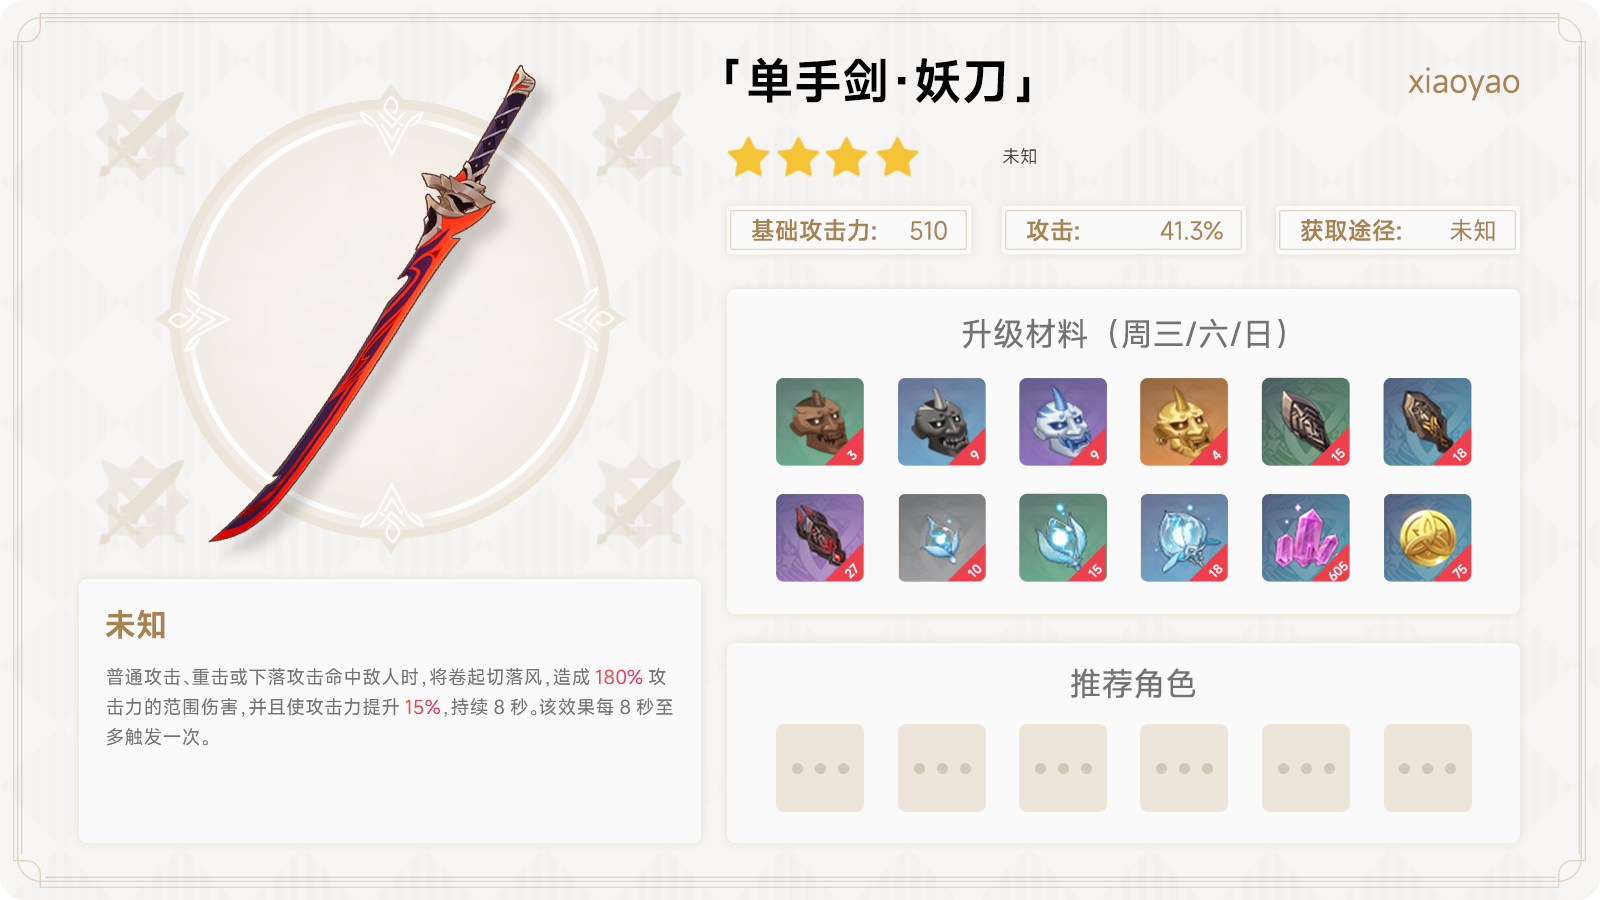 「单手剑·妖刀」
xiaoyao
未知
基础攻击力: 510
攻击: 41.3%
获取途径: 未知
升级材料（周三/六/日）
3
9
9
4
15
18
27
10
15
18
605
75
未知
普通攻击、重击或下落攻击命中敌人时,将卷起切落风,造成 180% 攻
击力的范围伤害,并且使攻击力提升 15%,持续 8 秒。该效果每 8 秒至
多触发一次。
推荐角色